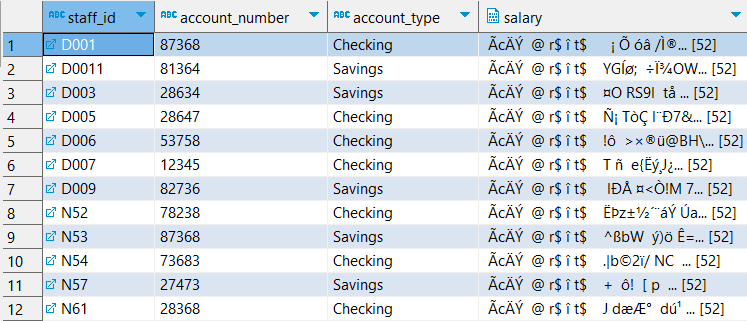 staff_id account_number account_type salary
1 D001 87368 Checking ÃcÄÝ @ r$ î t$ ¡ Õ óâ /Ì®... [52]
2 D0011 81364 Savings ÃcÄÝ @ r$ î t$ YGÍø; ÷Ï¾OW... [52]
3 D003 28634 Savings ÃcÄÝ @ r$ î t$ ¤O RS9I tå ... [52]
4 D005 28647 Checking ÃcÄÝ @ r$ î t$ Ñ¡ TòÇ I¨Ð7&... [52]
5 D006 53758 Checking ÃcÄÝ @ r$ î t$ !ô >×®ü@BH\... [52]
6 D007 12345 Checking ÃcÄÝ @ r$ î t$ T ñ e{Ëý¸J¿... [52]
7 D009 82736 Savings ÃcÄÝ @ r$ î t$ IÐÂ ¤<Ò!M 7... [52]
8 N52 78238 Checking ÃcÄÝ @ r$ î t$ ËÞz±½´¨áÝ Úa... [52]
9 N53 87368 Savings ÃcÄÝ @ r$ î t$ ^ßbW ý)ö Ê=... [52]
10 N54 73683 Checking ÃcÄÝ @ r$ î t$ .|b©2ï/ NC ... [52]
11 N57 27473 Savings ÃcÄÝ @ r$ î t$ + ô! [ p ... [52]
12 N61 28368 Checking ÃcÄÝ @ r$ î t$ J dæÆ° dú¹ ... [52]